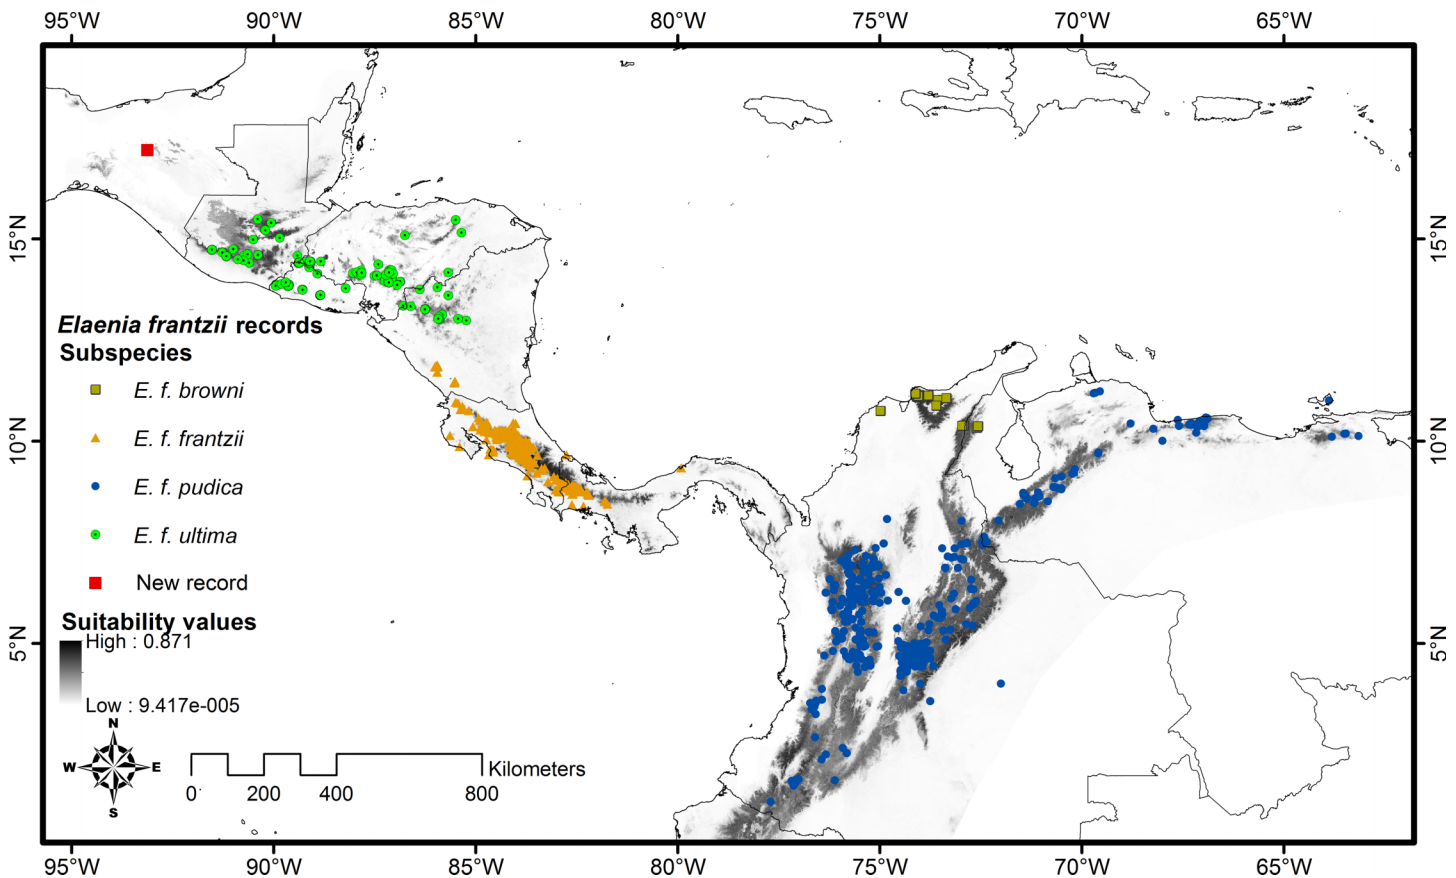 95°W 90°W 85°W 80°W 75°W 70°W 65°W
15°N 15°N
Elaenia frantzii records
Subspecies
E. f. browni
E. f. frantzii
10°N 10°N
E. f. pudica
E. f. ultima
New record
Suitability values
High : 0.871
5°N 5°N
Low : 9.417e-005
N
W E
S
Kilometers
0 200 400 800
95°W 90°W 85°W 80°W 75°W 70°W 65°W